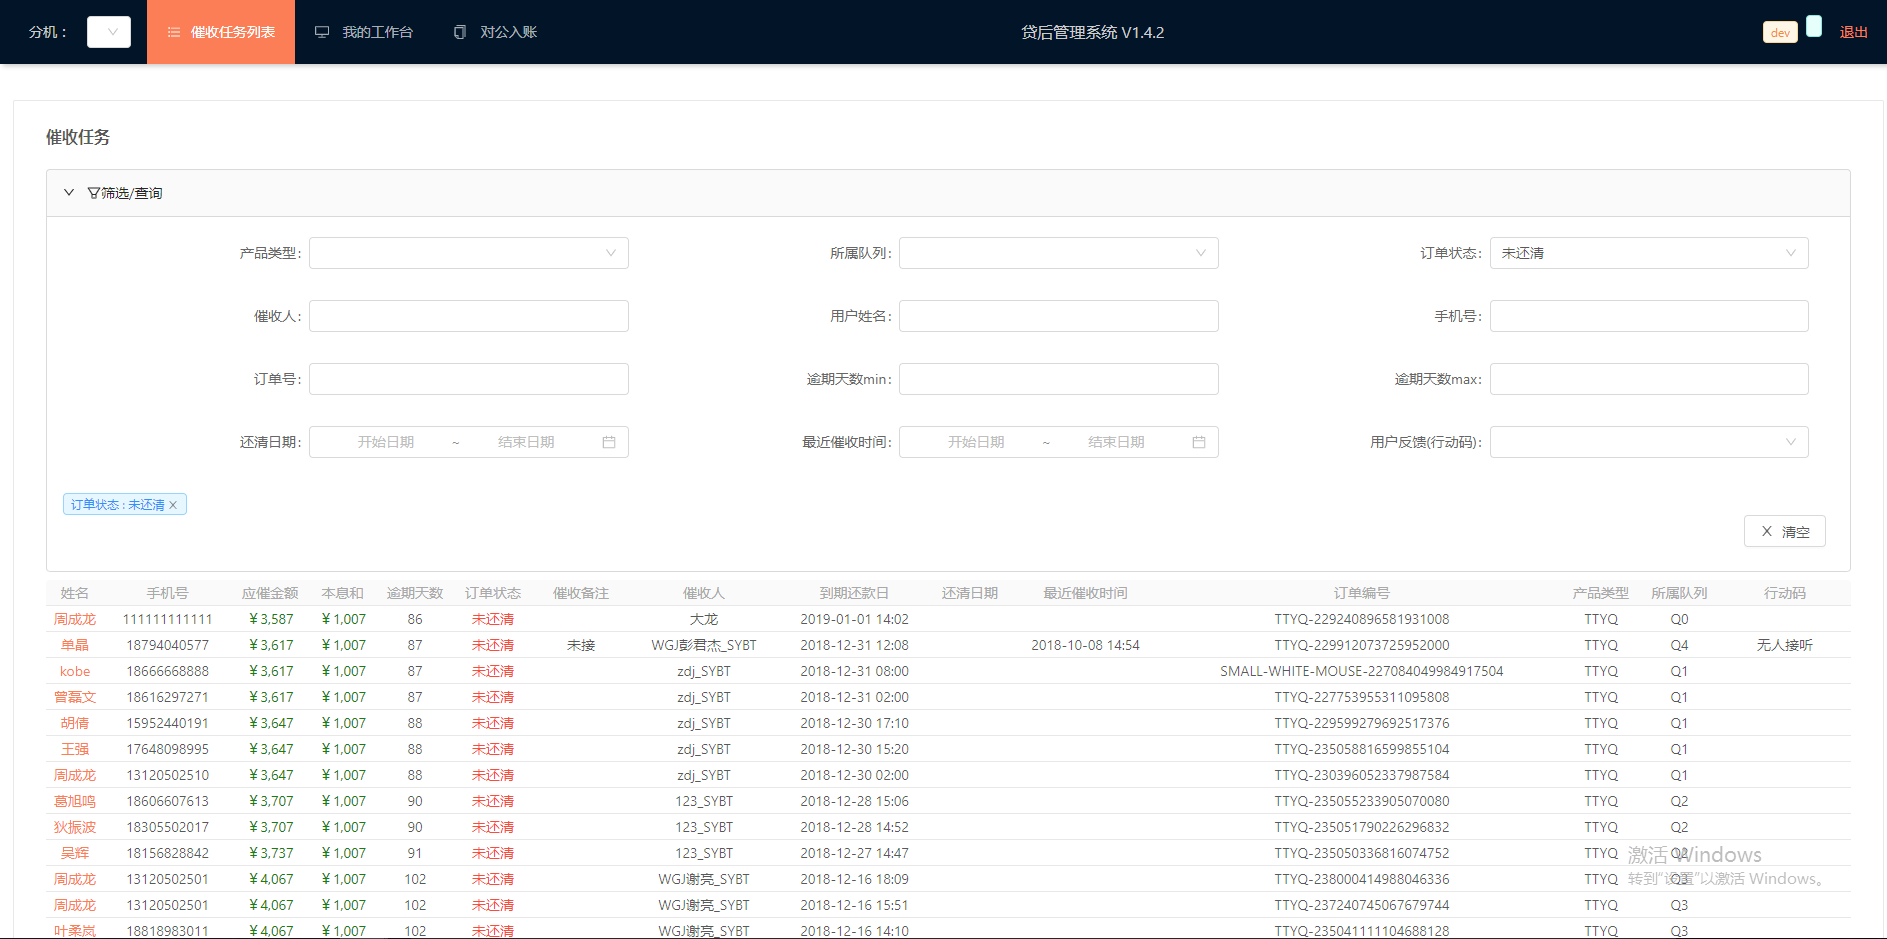 分机： 催收任务列表 我的工作台 对公入账 贷后管理系统 V1.4.2 dev 退出
催收任务
筛选/查询
产品类型: 所属队列: 订单状态: 未还清
催收人: 用户姓名: 手机号:
订单号: 逾期天数min: 逾期天数max:
还清日期: 开始日期 ~ 结束日期 最近催收时间: 开始日期 ~ 结束日期 用户反馈(行动码):
订单状态 : 未还清 X
X 清空
姓名 手机号 应催金额 本息和 逾期天数 订单状态 催收备注 催收人 到期还款日 还清日期 最近催收时间 订单编号 产品类型 所属队列 行动码
周成龙 111111111111 ¥3,587 ¥1,007 86 未还清 大龙 2019-01-01 14:02 TTYQ-229240896581931008 TTYQ Q0
单晶 18794040577 ¥3,617 ¥1,007 87 未还清 未接 WGJ彭君杰_SYBT 2018-12-31 12:08 2018-10-08 14:54 TTYQ-229912073725952000 TTYQ Q4 无人接听
kobe 18666668888 ¥3,617 ¥1,007 87 未还清 zdj_SYBT 2018-12-31 08:00 SMALL-WHITE-MOUSE-227084049984917504 TTYQ Q1
曾磊文 18616297271 ¥3,617 ¥1,007 87 未还清 zdj_SYBT 2018-12-31 02:00 TTYQ-227753955311095808 TTYQ Q1
胡倩 15952440191 ¥3,647 ¥1,007 88 未还清 zdj_SYBT 2018-12-30 17:10 TTYQ-229599279692517376 TTYQ Q1
王强 17648098995 ¥3,647 ¥1,007 88 未还清 zdj_SYBT 2018-12-30 15:20 TTYQ-235058816599855104 TTYQ Q1
周成龙 13120502510 ¥3,647 ¥1,007 88 未还清 zdj_SYBT 2018-12-30 02:00 TTYQ-230396052337987584 TTYQ Q1
葛旭鸣 18606607613 ¥3,707 ¥1,007 90 未还清 123_SYBT 2018-12-28 15:06 TTYQ-235055233905070080 TTYQ Q2
狄振波 18305502017 ¥3,707 ¥1,007 90 未还清 123_SYBT 2018-12-28 14:52 TTYQ-235051790226296832 TTYQ Q2
吴辉 18156828842 ¥3,737 ¥1,007 91 未还清 123_SYBT 2018-12-27 14:47 TTYQ-235050336816074752 TTYQ Q2
激活 Windows
周成龙 13120502501 ¥4,067 ¥1,007 102 未还清 WGJ谢亮_SYBT 2018-12-16 18:09 TTYQ-238000414988046336 TTYQ Q3
转到“设置”以激活 Windows。
周成龙 13120502501 ¥4,067 ¥1,007 102 未还清 WGJ谢亮_SYBT 2018-12-16 15:51 TTYQ-237240745067679744 TTYQ Q3
叶桑岚 18818983011 ¥4,067 ¥1,007 102 未还清 WGJ谢亮_SYBT 2018-12-16 14:10 TTYQ-235041111104688128 TTYQ Q3